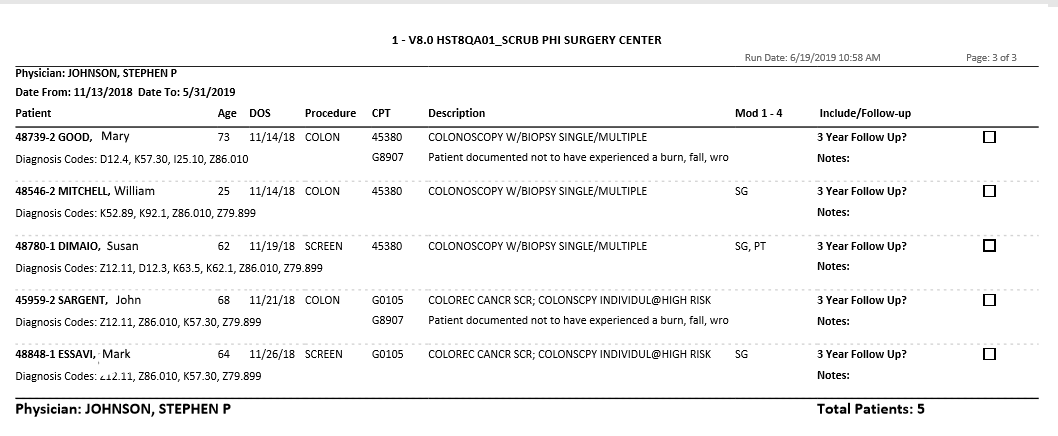 1 - V8.0 HST8QA01_SCRUB PHI SURGERY CENTER
Run Date: 6/19/2019 10:58 AM Page: 3 of 3
Physician: JOHNSON, STEPHEN P
Date From: 11/13/2018 Date To: 5/31/2019
Patient Age DOS Procedure CPT Description Mod 1 - 4 Include/Follow-up
48739-2 GOOD, Mary 73 11/14/18 COLON 45380 COLONOSCOPY W/BIOPSY SINGLE/MULTIPLE 3 Year Follow Up?
Diagnosis Codes: D12.4, K57.30, I25.10, Z86.010 G8907 Patient documented not to have experienced a burn, fall, wro Notes:
48546-2 MITCHELL, William 25 11/14/18 COLON 45380 COLONOSCOPY W/BIOPSY SINGLE/MULTIPLE SG 3 Year Follow Up?
Diagnosis Codes: K52.89, K92.1, Z86.010, Z79.899 Notes:
48780-1 DIMAIO, Susan 62 11/19/18 SCREEN 45380 COLONOSCOPY W/BIOPSY SINGLE/MULTIPLE SG, PT 3 Year Follow Up?
Diagnosis Codes: Z12.11, D12.3, K63.5, K62.1, Z86.010, Z79.899 Notes:
45959-2 SARGENT, John 68 11/21/18 COLON G0105 COLOREC CANCR SCR; COLONSCPY INDIVIDUL@HIGH RISK 3 Year Follow Up?
Diagnosis Codes: Z12.11, Z86.010, K57.30, Z79.899 G8907 Patient documented not to have experienced a burn, fall, wro Notes:
48848-1 ESSAVI, Mark 64 11/26/18 SCREEN G0105 COLOREC CANCR SCR; COLONSCPY INDIVIDUL@HIGH RISK SG 3 Year Follow Up?
Diagnosis Codes: Z12.11, Z86.010, K57.30, Z79.899 Notes:
Physician: JOHNSON, STEPHEN P Total Patients: 5